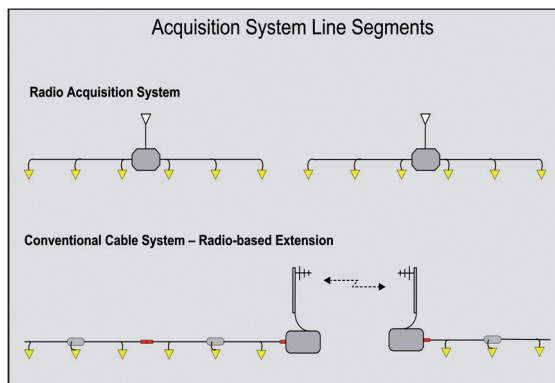 Acquisition System Line Segments
Radio Acquisition System
Conventional Cable System – Radio-based Extension